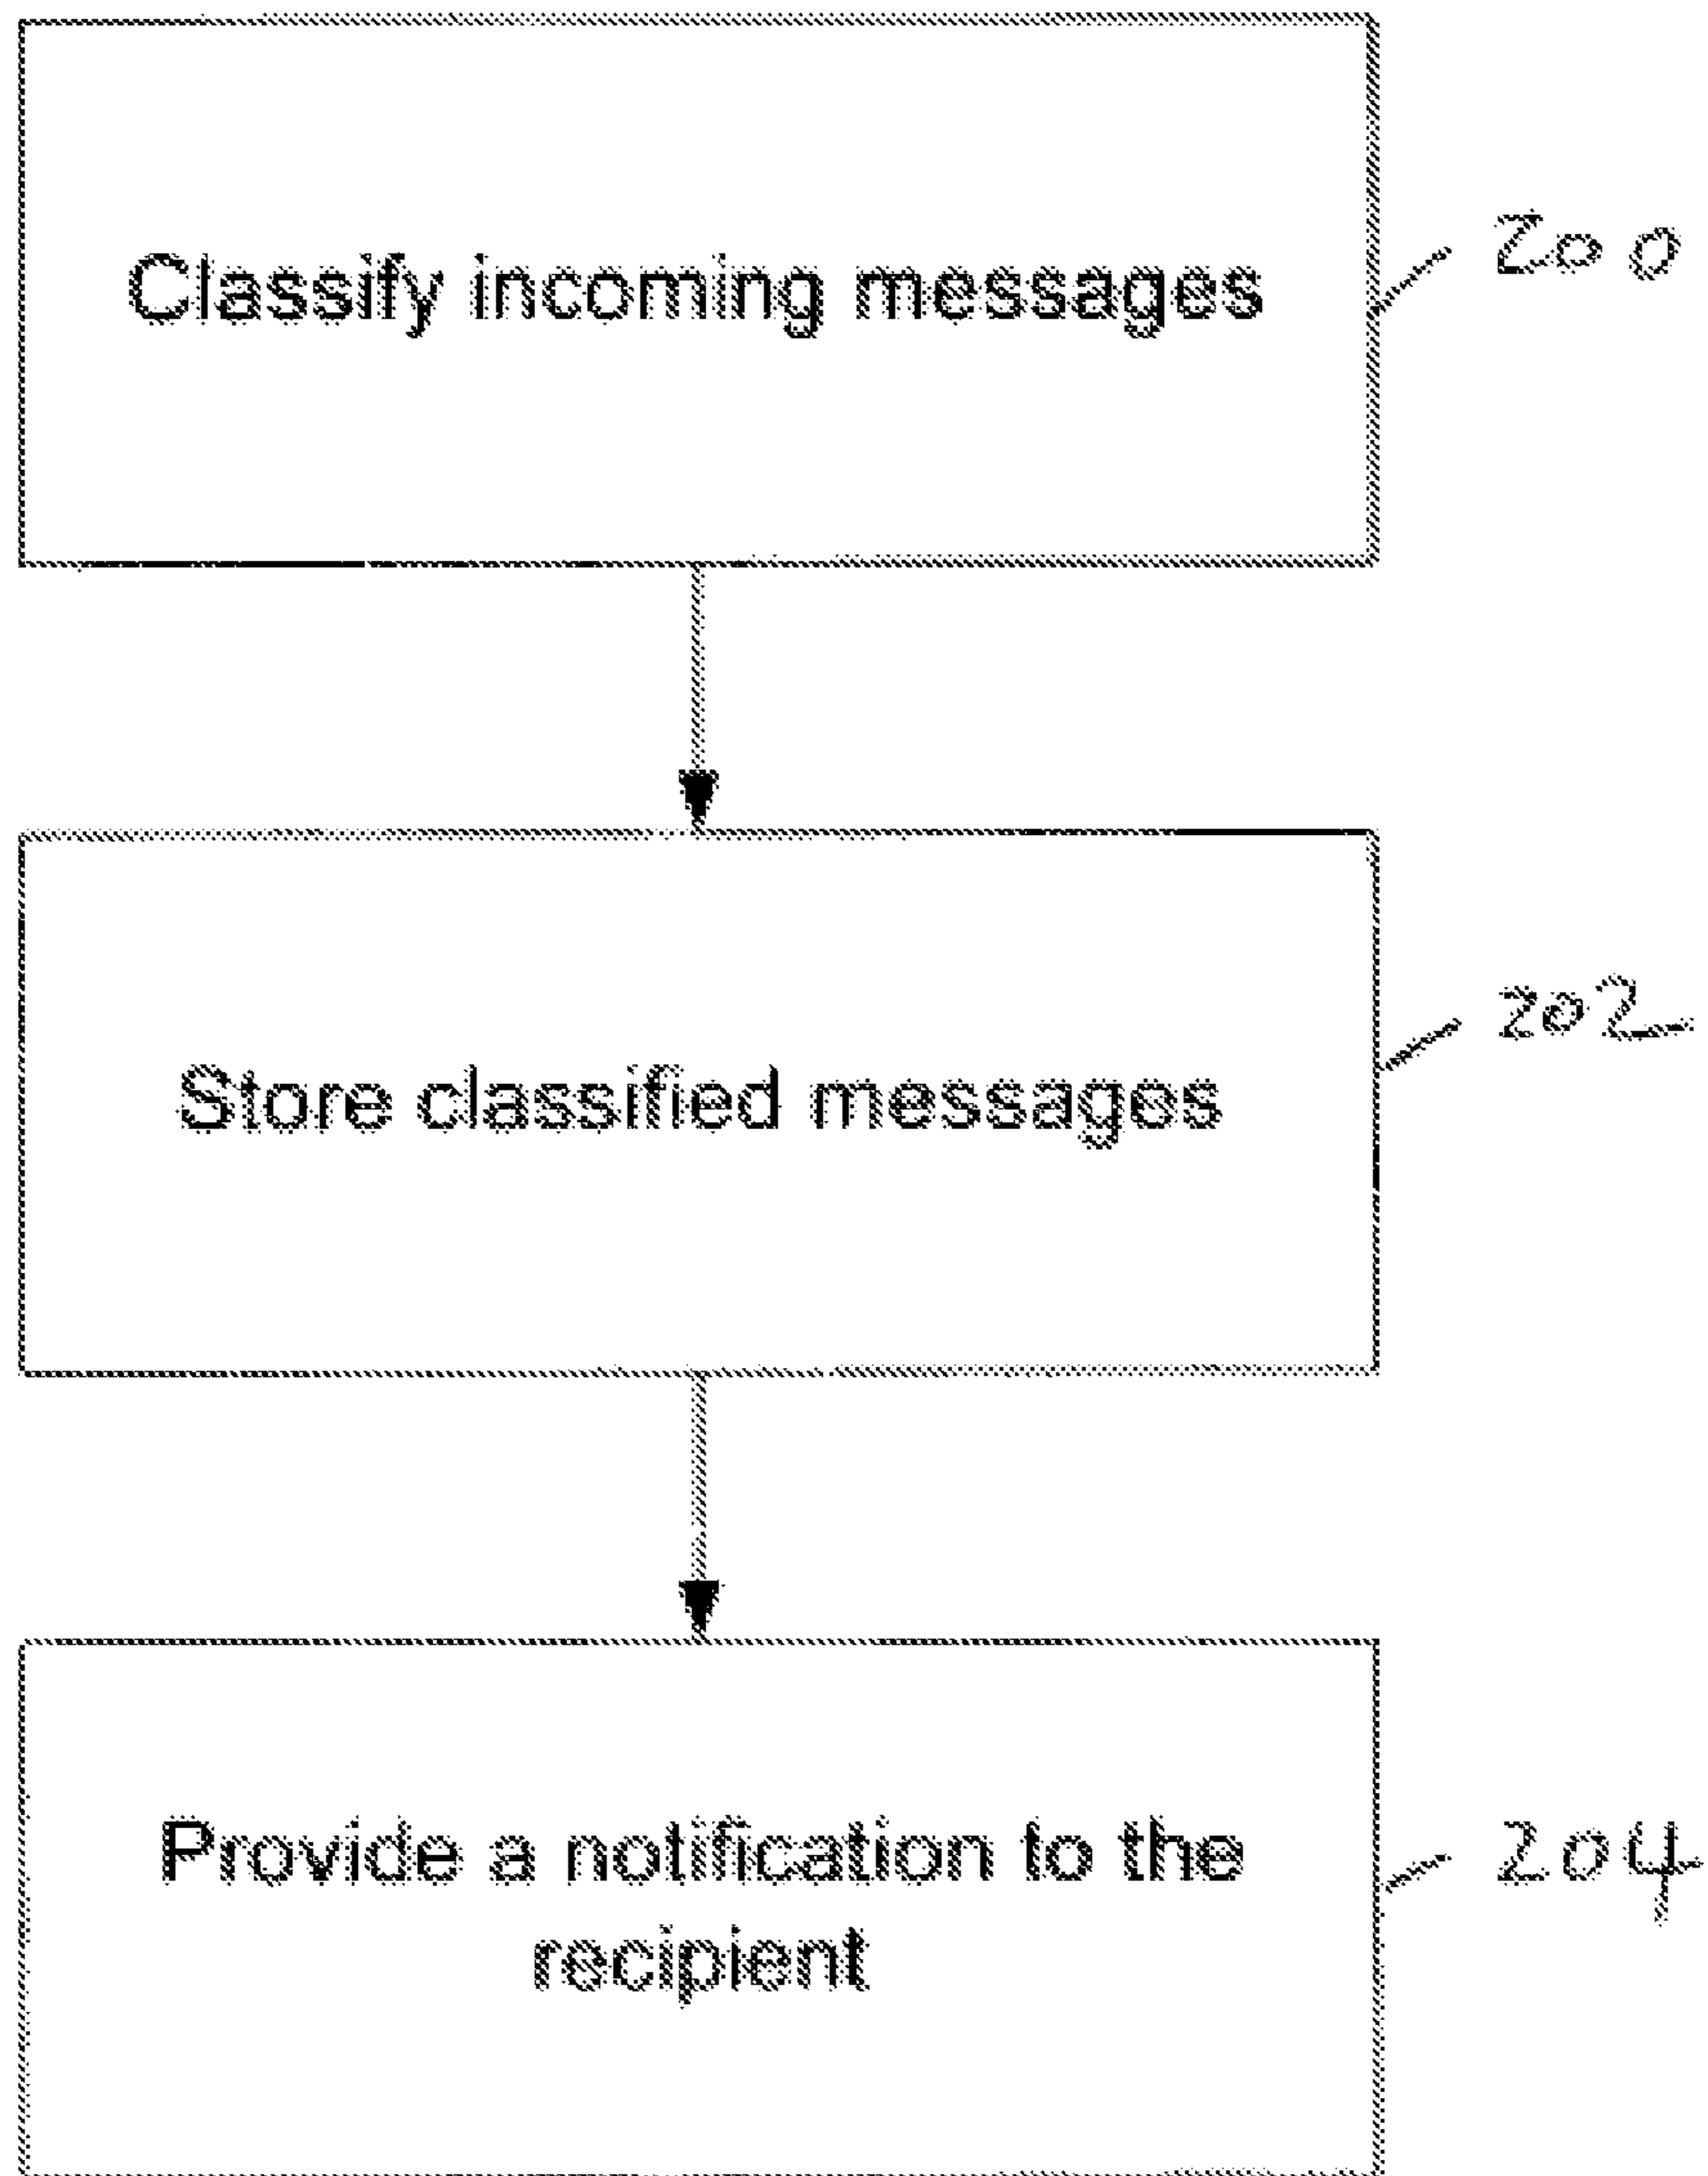 Classify incoming messages
200
Store classified messages
202
Provide a notification to the
recipient
204